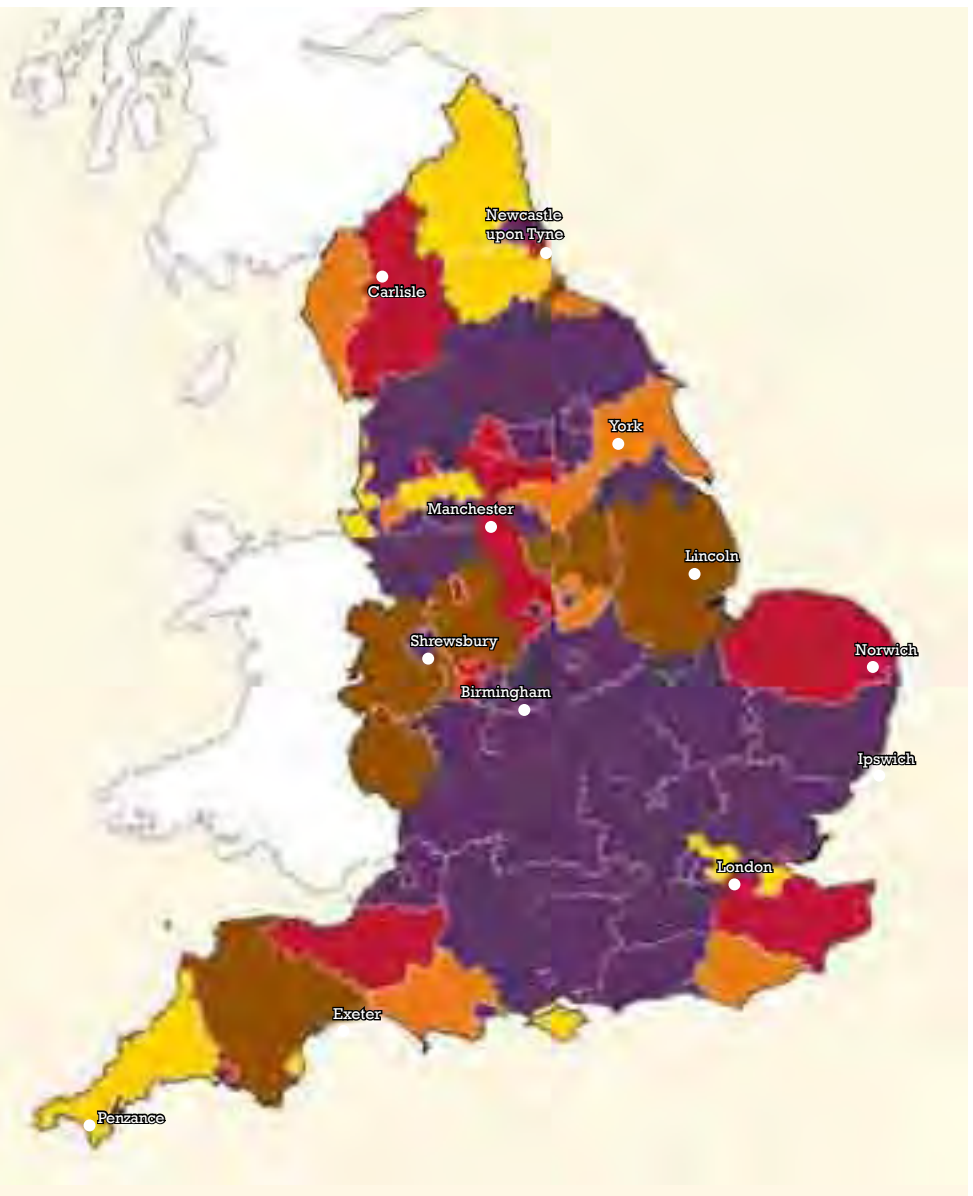 Newcastle
upon Tyne
Carlisle
York
Manchester
Lincoln
Shrewsbury
Norwich
Birmingham
Ipswich
London
Exeter
Penzance